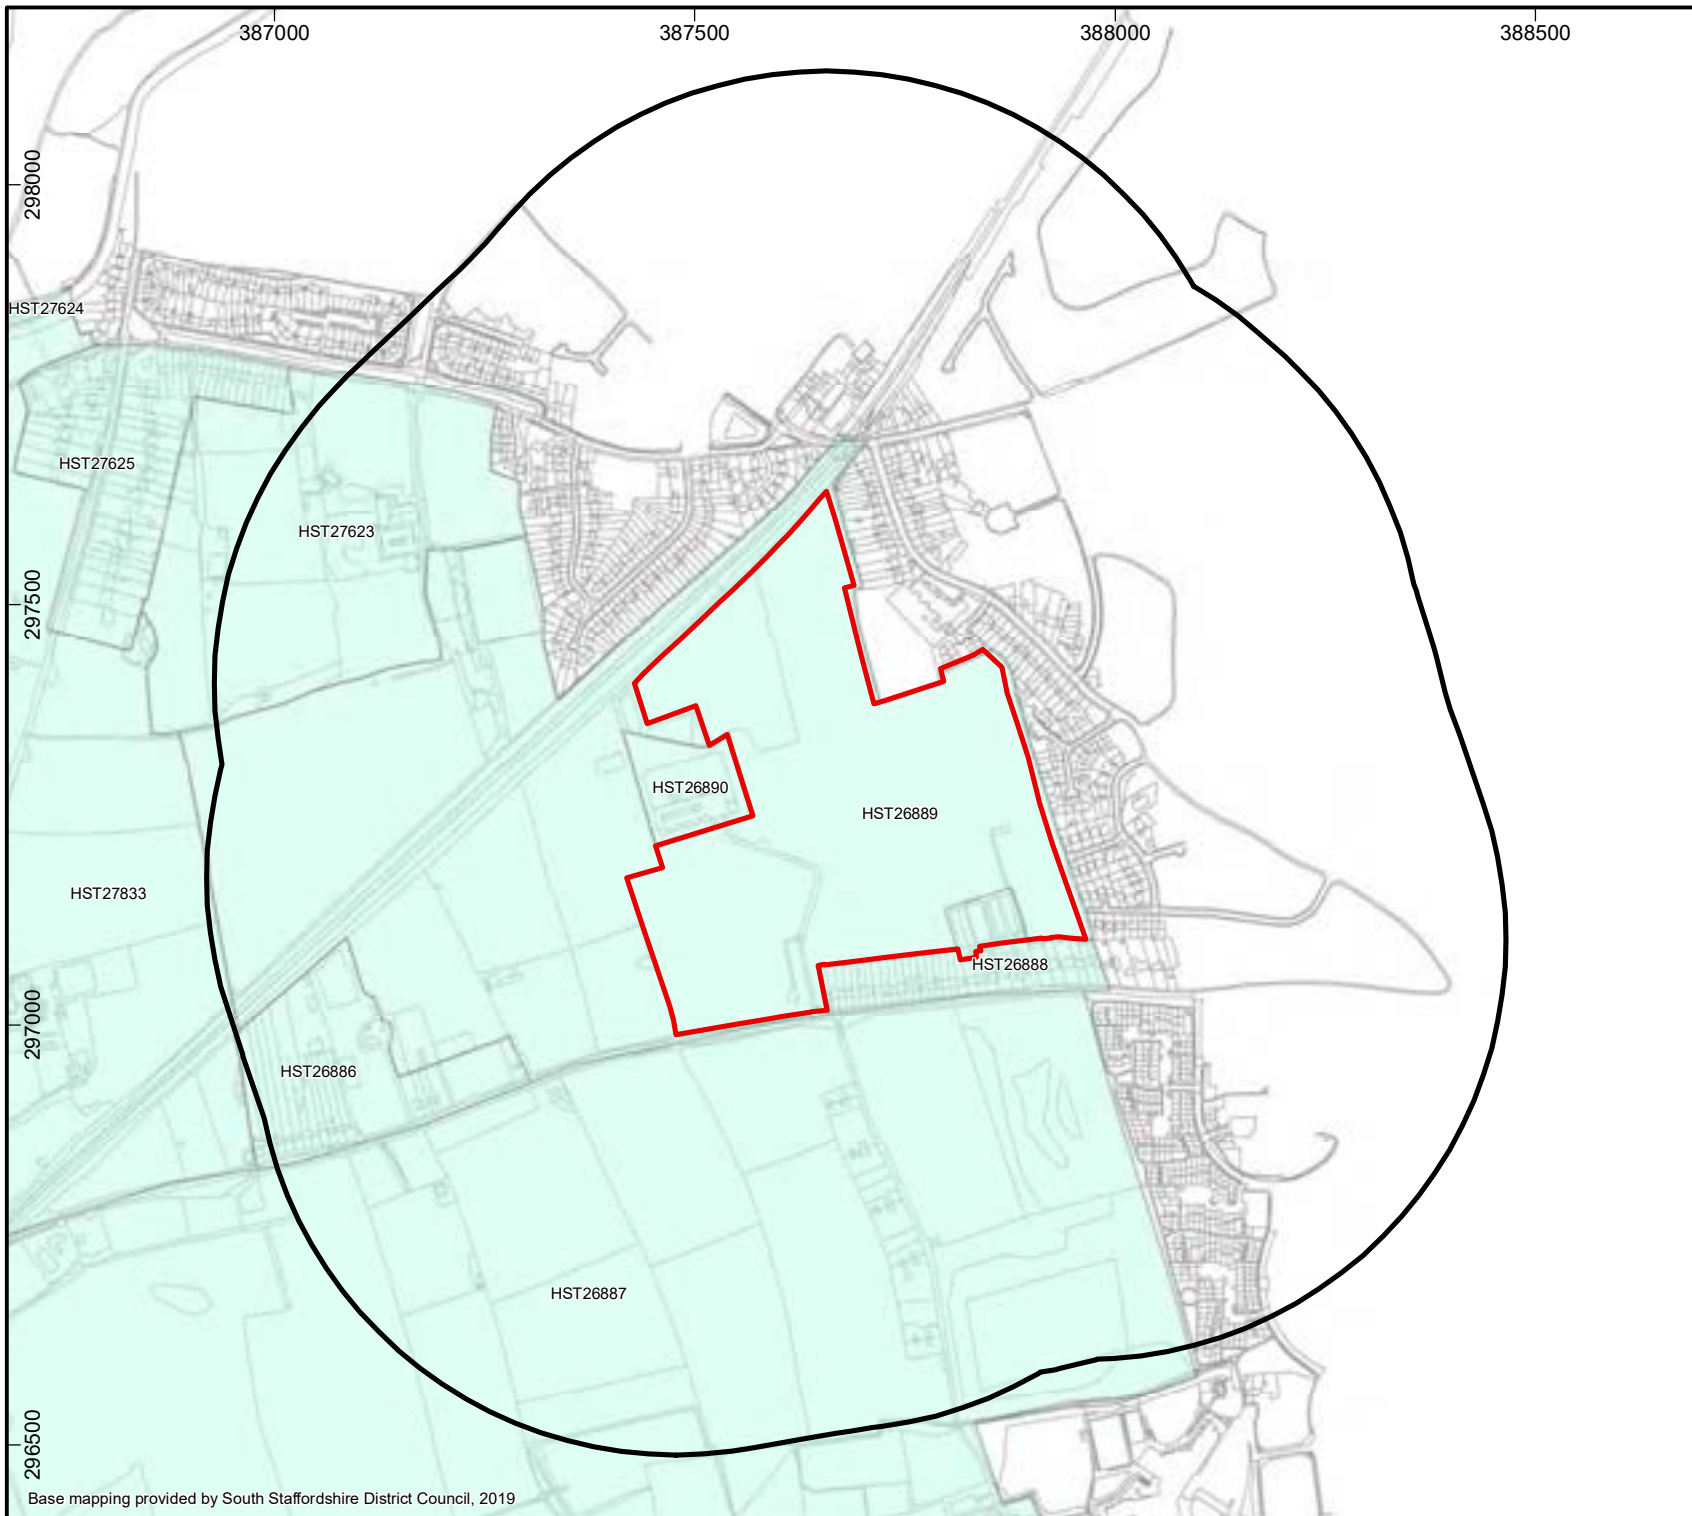 387000
387500
388000
388500
298000
HST27624
HST27625
HST27623
297500
HST26890
HST26889
HST27833
HST26888
297000
HST26886
HST26887
296500
Base mapping provided by South Staffordshire District Council, 2019